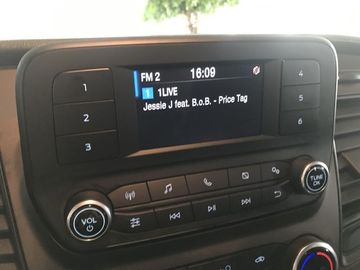 FM 2 16:09
1 1LIVE
Jessie J feat. B.o.B. - Price Tag
1
2
3
4
5
6
VOL
TUNE
OK